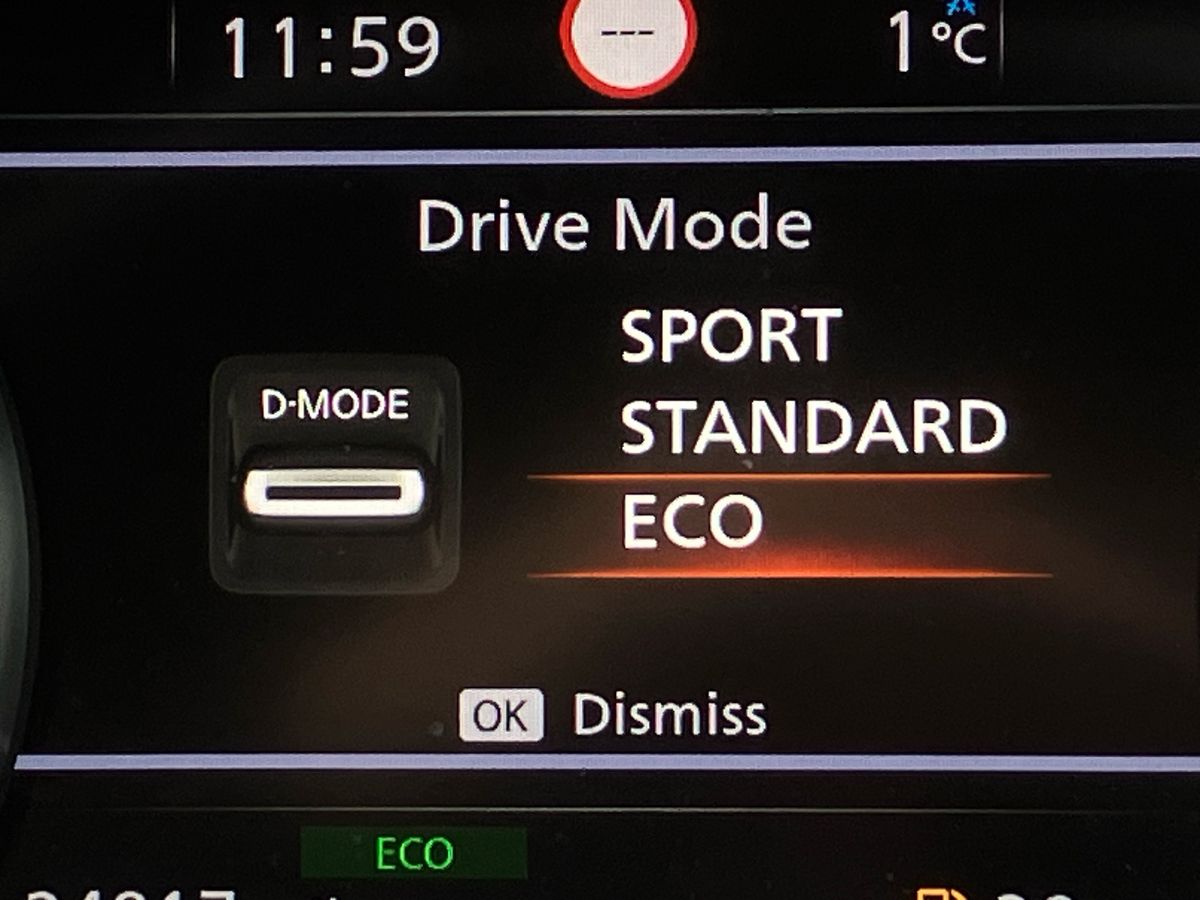 11:59
---
1 °C
Drive Mode
SPORT
STANDARD
D-MODE
ECO
OK Dismiss
ECO